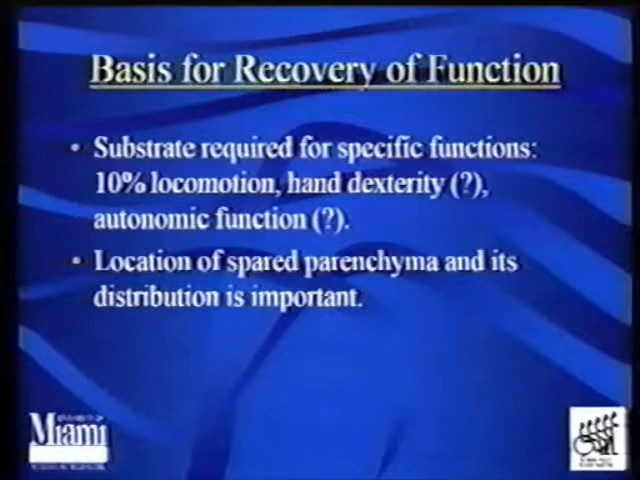 Basis for Recovery of Function
• Substrate required for specific functions:
10% locomotion, hand dexterity (?),
autonomic function (?).
• Location of spared parenchyma and its
distribution is important.
Miami